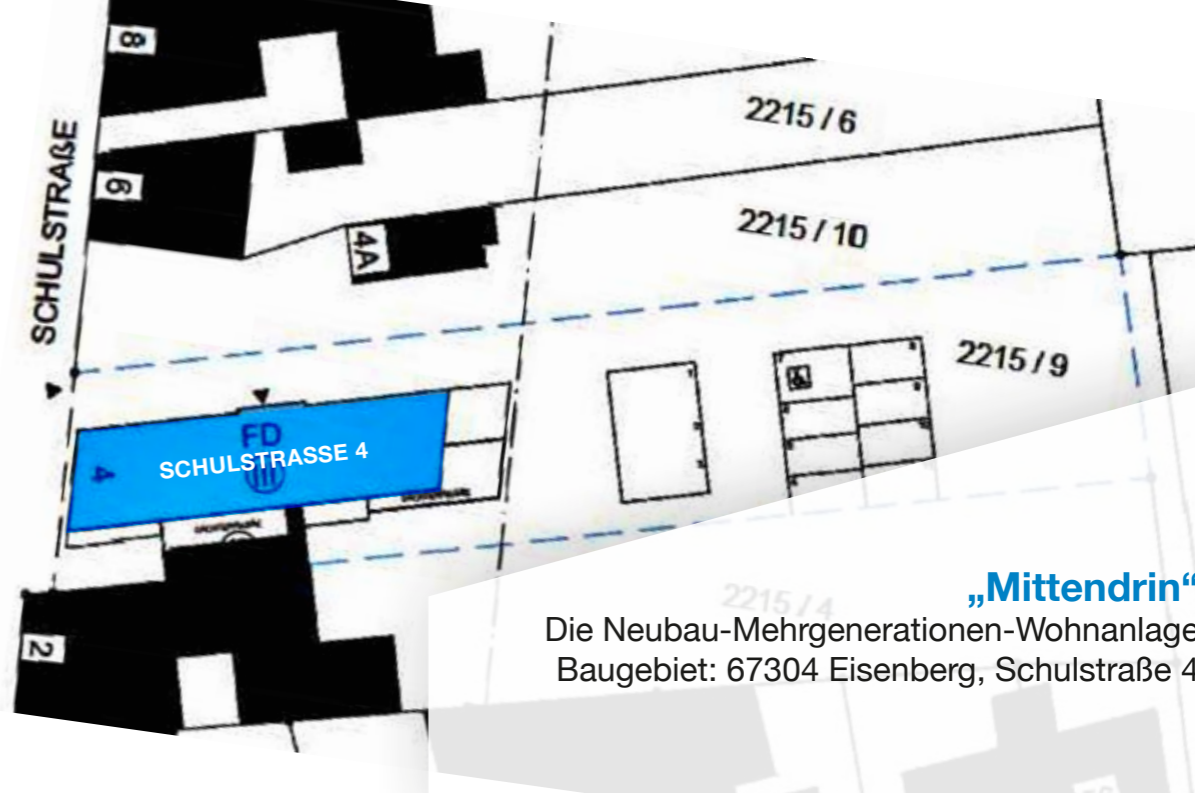 8
SCHULSTRAßE
6
4A
2215 / 6
2215 / 10
2215 / 9
FD
4
SCHULSTRASSE 4
III
2
2215 / 4
„Mittendrin“
Die Neubau-Mehrgenerationen-Wohnanlage
Baugebiet: 67304 Eisenberg, Schulstraße 4